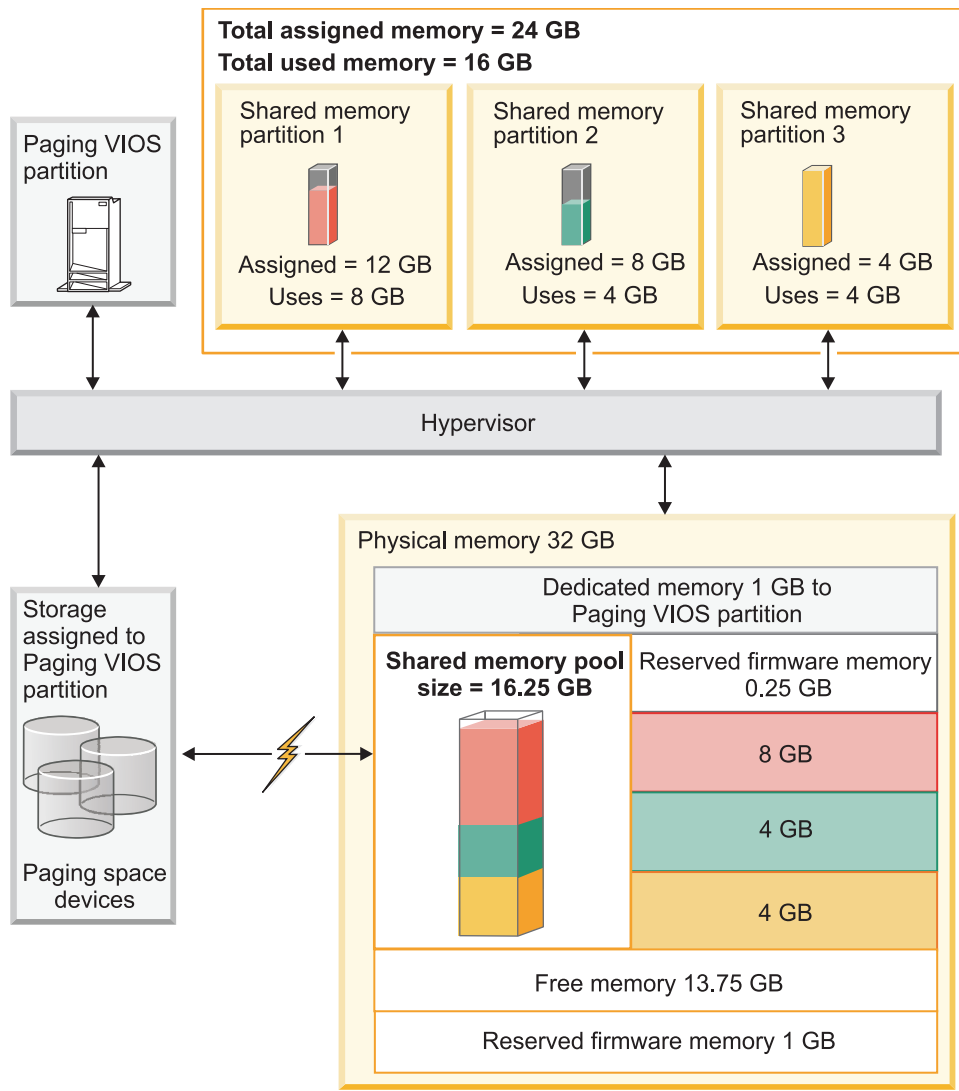 Total assigned memory = 24 GB
Total used memory = 16 GB
Paging VIOS
partition
Shared memory
partition 1
Assigned = 12 GB
Uses = 8 GB
Shared memory
partition 2
Assigned = 8 GB
Uses = 4 GB
Shared memory
partition 3
Assigned = 4 GB
Uses = 4 GB
Hypervisor
Storage
assigned to
Paging VIOS
partition
Paging space
devices
Physical memory 32 GB
Dedicated memory 1 GB to
Paging VIOS partition
Shared memory pool
size = 16.25 GB
Reserved firmware memory
0.25 GB
8 GB
4 GB
4 GB
Free memory 13.75 GB
Reserved firmware memory 1 GB